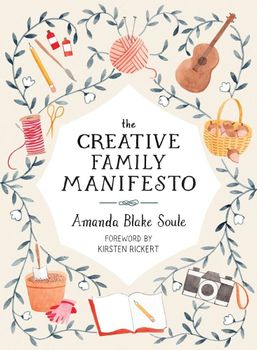 the
CREATIVE
FAMILY
MANIFESTO
Amanda Blake Soule
FOREWORD BY
KIRSTEN RICKERT